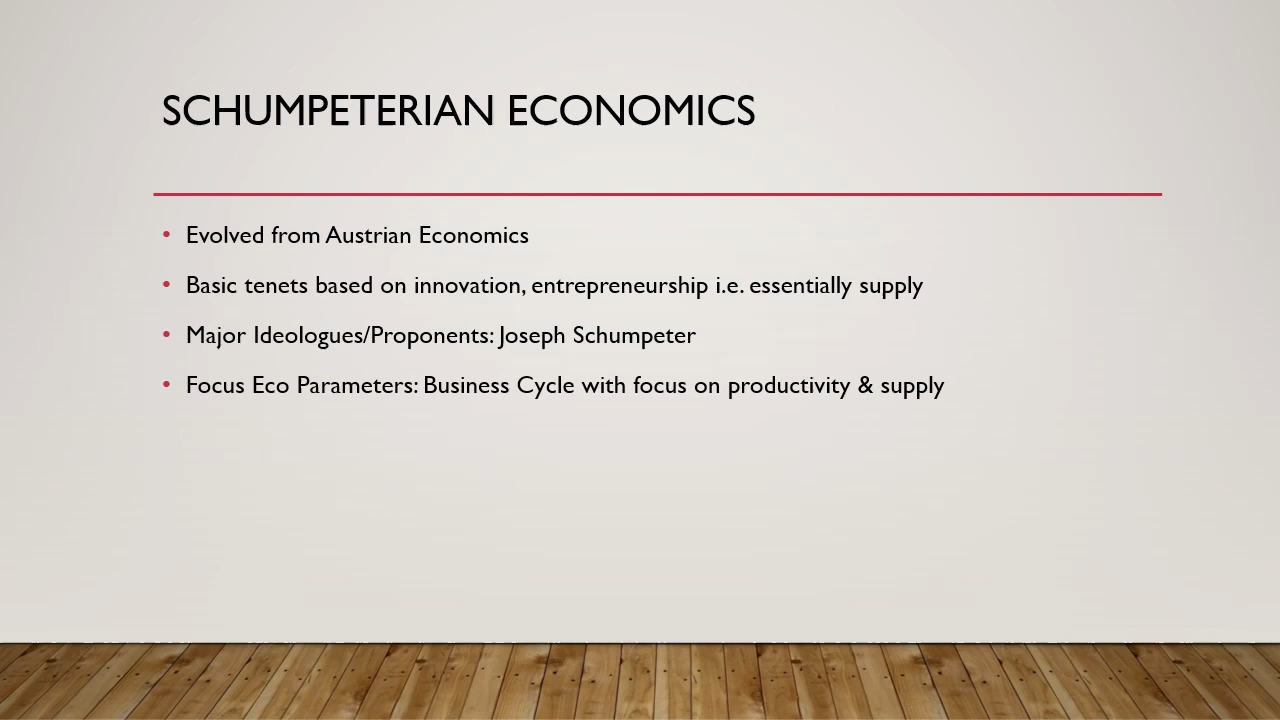 SCHUMPETERIAN ECONOMICS
• Evolved from Austrian Economics
• Basic tenets based on innovation, entrepreneurship i.e. essentially supply
• Major Ideologues/Proponents: Joseph Schumpeter
• Focus Eco Parameters: Business Cycle with focus on productivity & supply